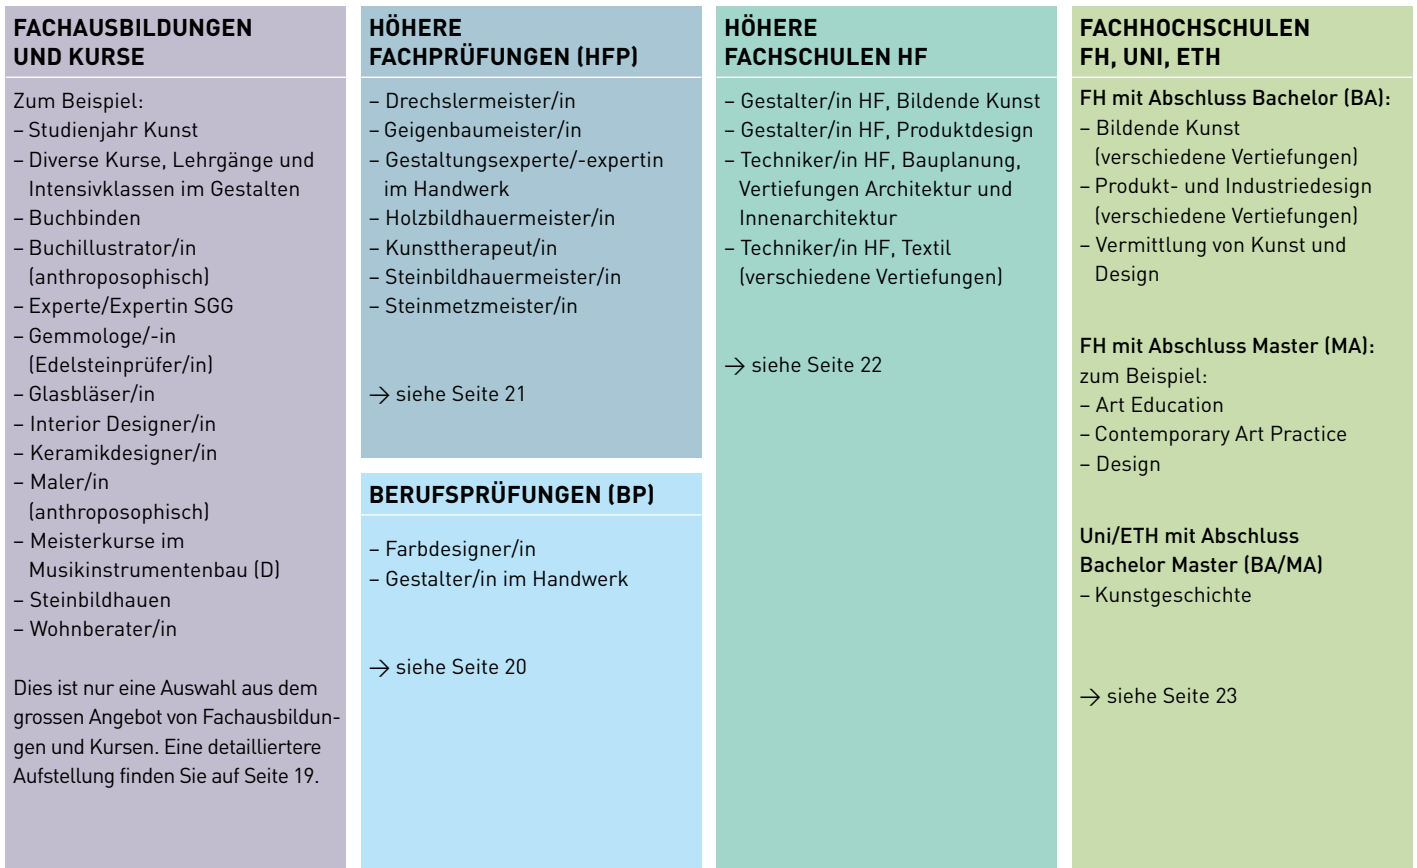 FACHAUSBILDUNGEN
UND KURSE
Zum Beispiel:
– Studienjahr Kunst
– Diverse Kurse, Lehrgänge und
Intensivklassen im Gestalten
– Buchbinden
– Buchillustrator/in
(anthroposophisch)
– Experte/Expertin SGG
– Gemmologe/-in
(Edelsteinprüfer/in)
– Glasbläser/in
– Interior Designer/in
– Keramikdesigner/in
– Maler/in
(anthroposophisch)
– Meisterkurse im
Musikinstrumentenbau (D)
– Steinbildhauen
– Wohnberater/in
Dies ist nur eine Auswahl aus dem
grossen Angebot von Fachausbildun-
gen und Kursen. Eine detailliertere
Aufstellung finden Sie auf Seite 19.
HÖHERE
FACHPRÜFUNGEN (HFP)
– Drechslermeister/in
– Geigenbaumeister/in
– Gestaltungsexperte/-expertin
im Handwerk
– Holzbildhauermeister/in
– Kunsttherapeut/in
– Steinbildhauermeister/in
– Steinmetzmeister/in
→ siehe Seite 21
BERUFSPRÜFUNGEN (BP)
– Farbdesigner/in
– Gestalter/in im Handwerk
→ siehe Seite 20
HÖHERE
FACHSCHULEN HF
– Gestalter/in HF, Bildende Kunst
– Gestalter/in HF, Produktdesign
– Techniker/in HF, Bauplanung,
Vertiefungen Architektur und
Innenarchitektur
– Techniker/in HF, Textil
(verschiedene Vertiefungen)
→ siehe Seite 22
FACHHOCHSCHULEN
FH, UNI, ETH
FH mit Abschluss Bachelor (BA):
– Bildende Kunst
(verschiedene Vertiefungen)
– Produkt- und Industriedesign
(verschiedene Vertiefungen)
– Vermittlung von Kunst und
Design
FH mit Abschluss Master (MA):
zum Beispiel:
– Art Education
– Contemporary Art Practice
– Design
Uni/ETH mit Abschluss
Bachelor Master (BA/MA)
– Kunstgeschichte
→ siehe Seite 23